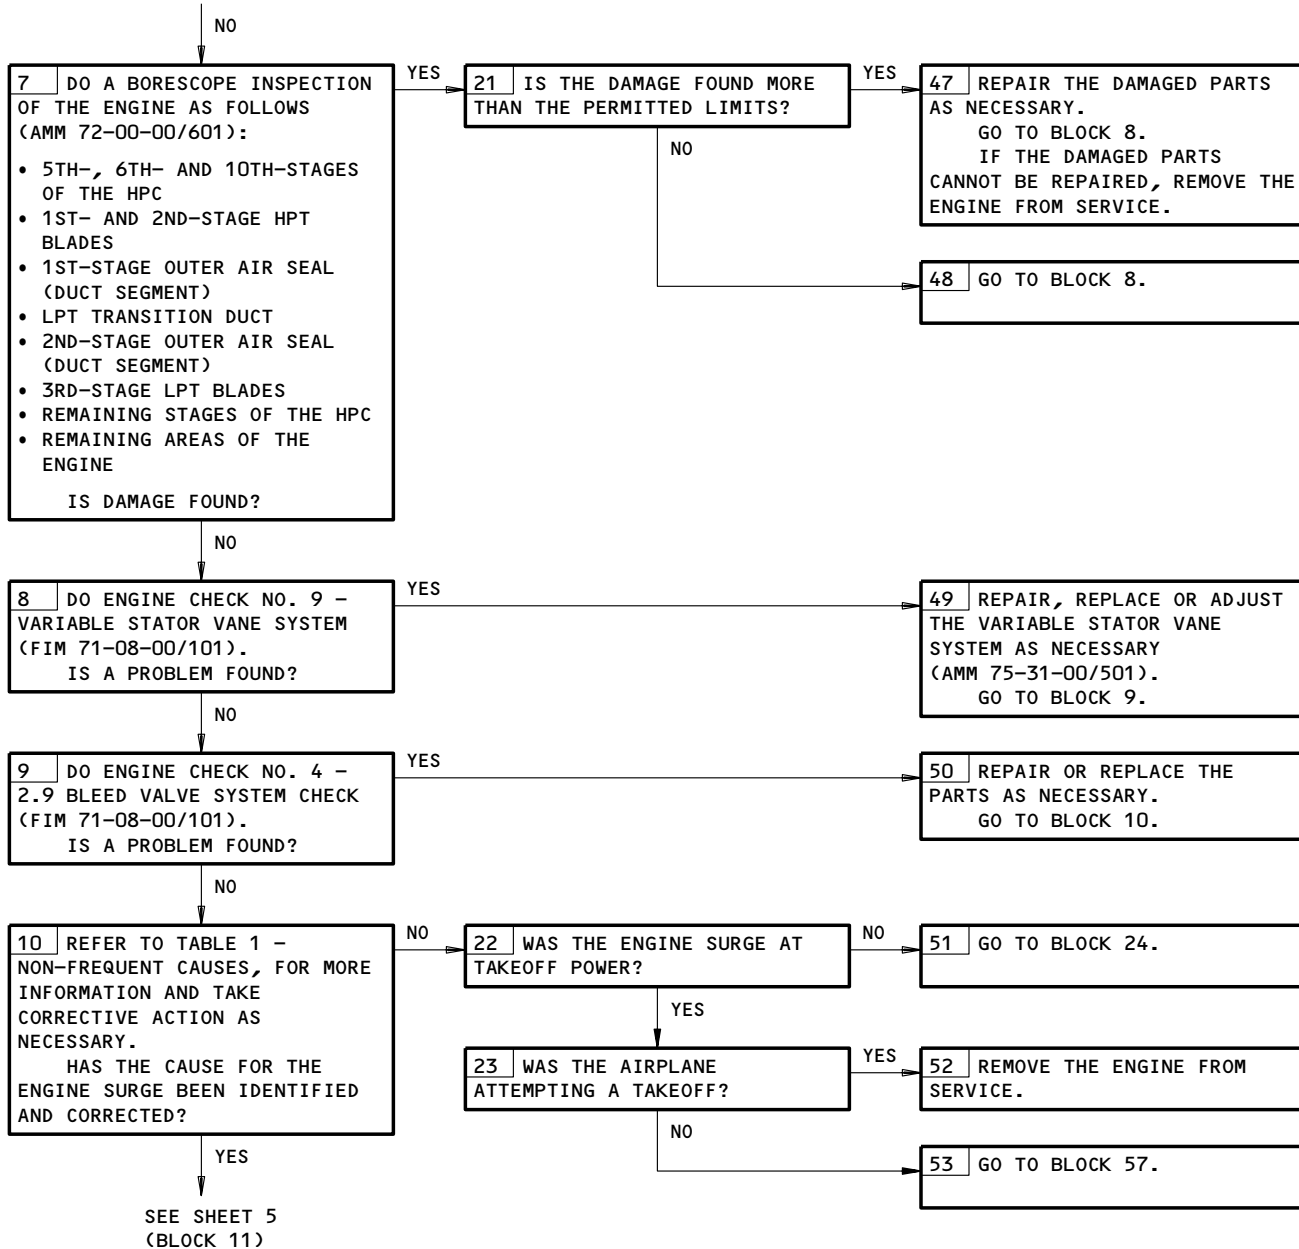 NO
7 DO A BORESCOPE INSPECTION
OF THE ENGINE AS FOLLOWS
(AMM 72-00-00/601):
• 5TH-, 6TH- AND 10TH-STAGES
OF THE HPC
• 1ST- AND 2ND-STAGE HPT
BLADES
• 1ST-STAGE OUTER AIR SEAL
(DUCT SEGMENT)
• LPT TRANSITION DUCT
• 2ND-STAGE OUTER AIR SEAL
(DUCT SEGMENT)
• 3RD-STAGE LPT BLADES
• REMAINING STAGES OF THE HPC
• REMAINING AREAS OF THE
ENGINE
IS DAMAGE FOUND?
YES
21 IS THE DAMAGE FOUND MORE
THAN THE PERMITTED LIMITS?
YES
47 REPAIR THE DAMAGED PARTS
AS NECESSARY.
GO TO BLOCK 8.
IF THE DAMAGED PARTS
CANNOT BE REPAIRED, REMOVE THE
ENGINE FROM SERVICE.
NO
48 GO TO BLOCK 8.
NO
8 DO ENGINE CHECK NO. 9 -
VARIABLE STATOR VANE SYSTEM
(FIM 71-08-00/101).
IS A PROBLEM FOUND?
YES
49 REPAIR, REPLACE OR ADJUST
THE VARIABLE STATOR VANE
SYSTEM AS NECESSARY
(AMM 75-31-00/501).
GO TO BLOCK 9.
NO
9 DO ENGINE CHECK NO. 4 -
2.9 BLEED VALVE SYSTEM CHECK
(FIM 71-08-00/101).
IS A PROBLEM FOUND?
YES
50 REPAIR OR REPLACE THE
PARTS AS NECESSARY.
GO TO BLOCK 10.
NO
10 REFER TO TABLE 1 -
NON-FREQUENT CAUSES, FOR MORE
INFORMATION AND TAKE
CORRECTIVE ACTION AS
NECESSARY.
HAS THE CAUSE FOR THE
ENGINE SURGE BEEN IDENTIFIED
AND CORRECTED?
NO
22 WAS THE ENGINE SURGE AT
TAKEOFF POWER?
NO
51 GO TO BLOCK 24.
YES
23 WAS THE AIRPLANE
ATTEMPTING A TAKEOFF?
YES
52 REMOVE THE ENGINE FROM
SERVICE.
NO
53 GO TO BLOCK 57.
YES
SEE SHEET 5
(BLOCK 11)